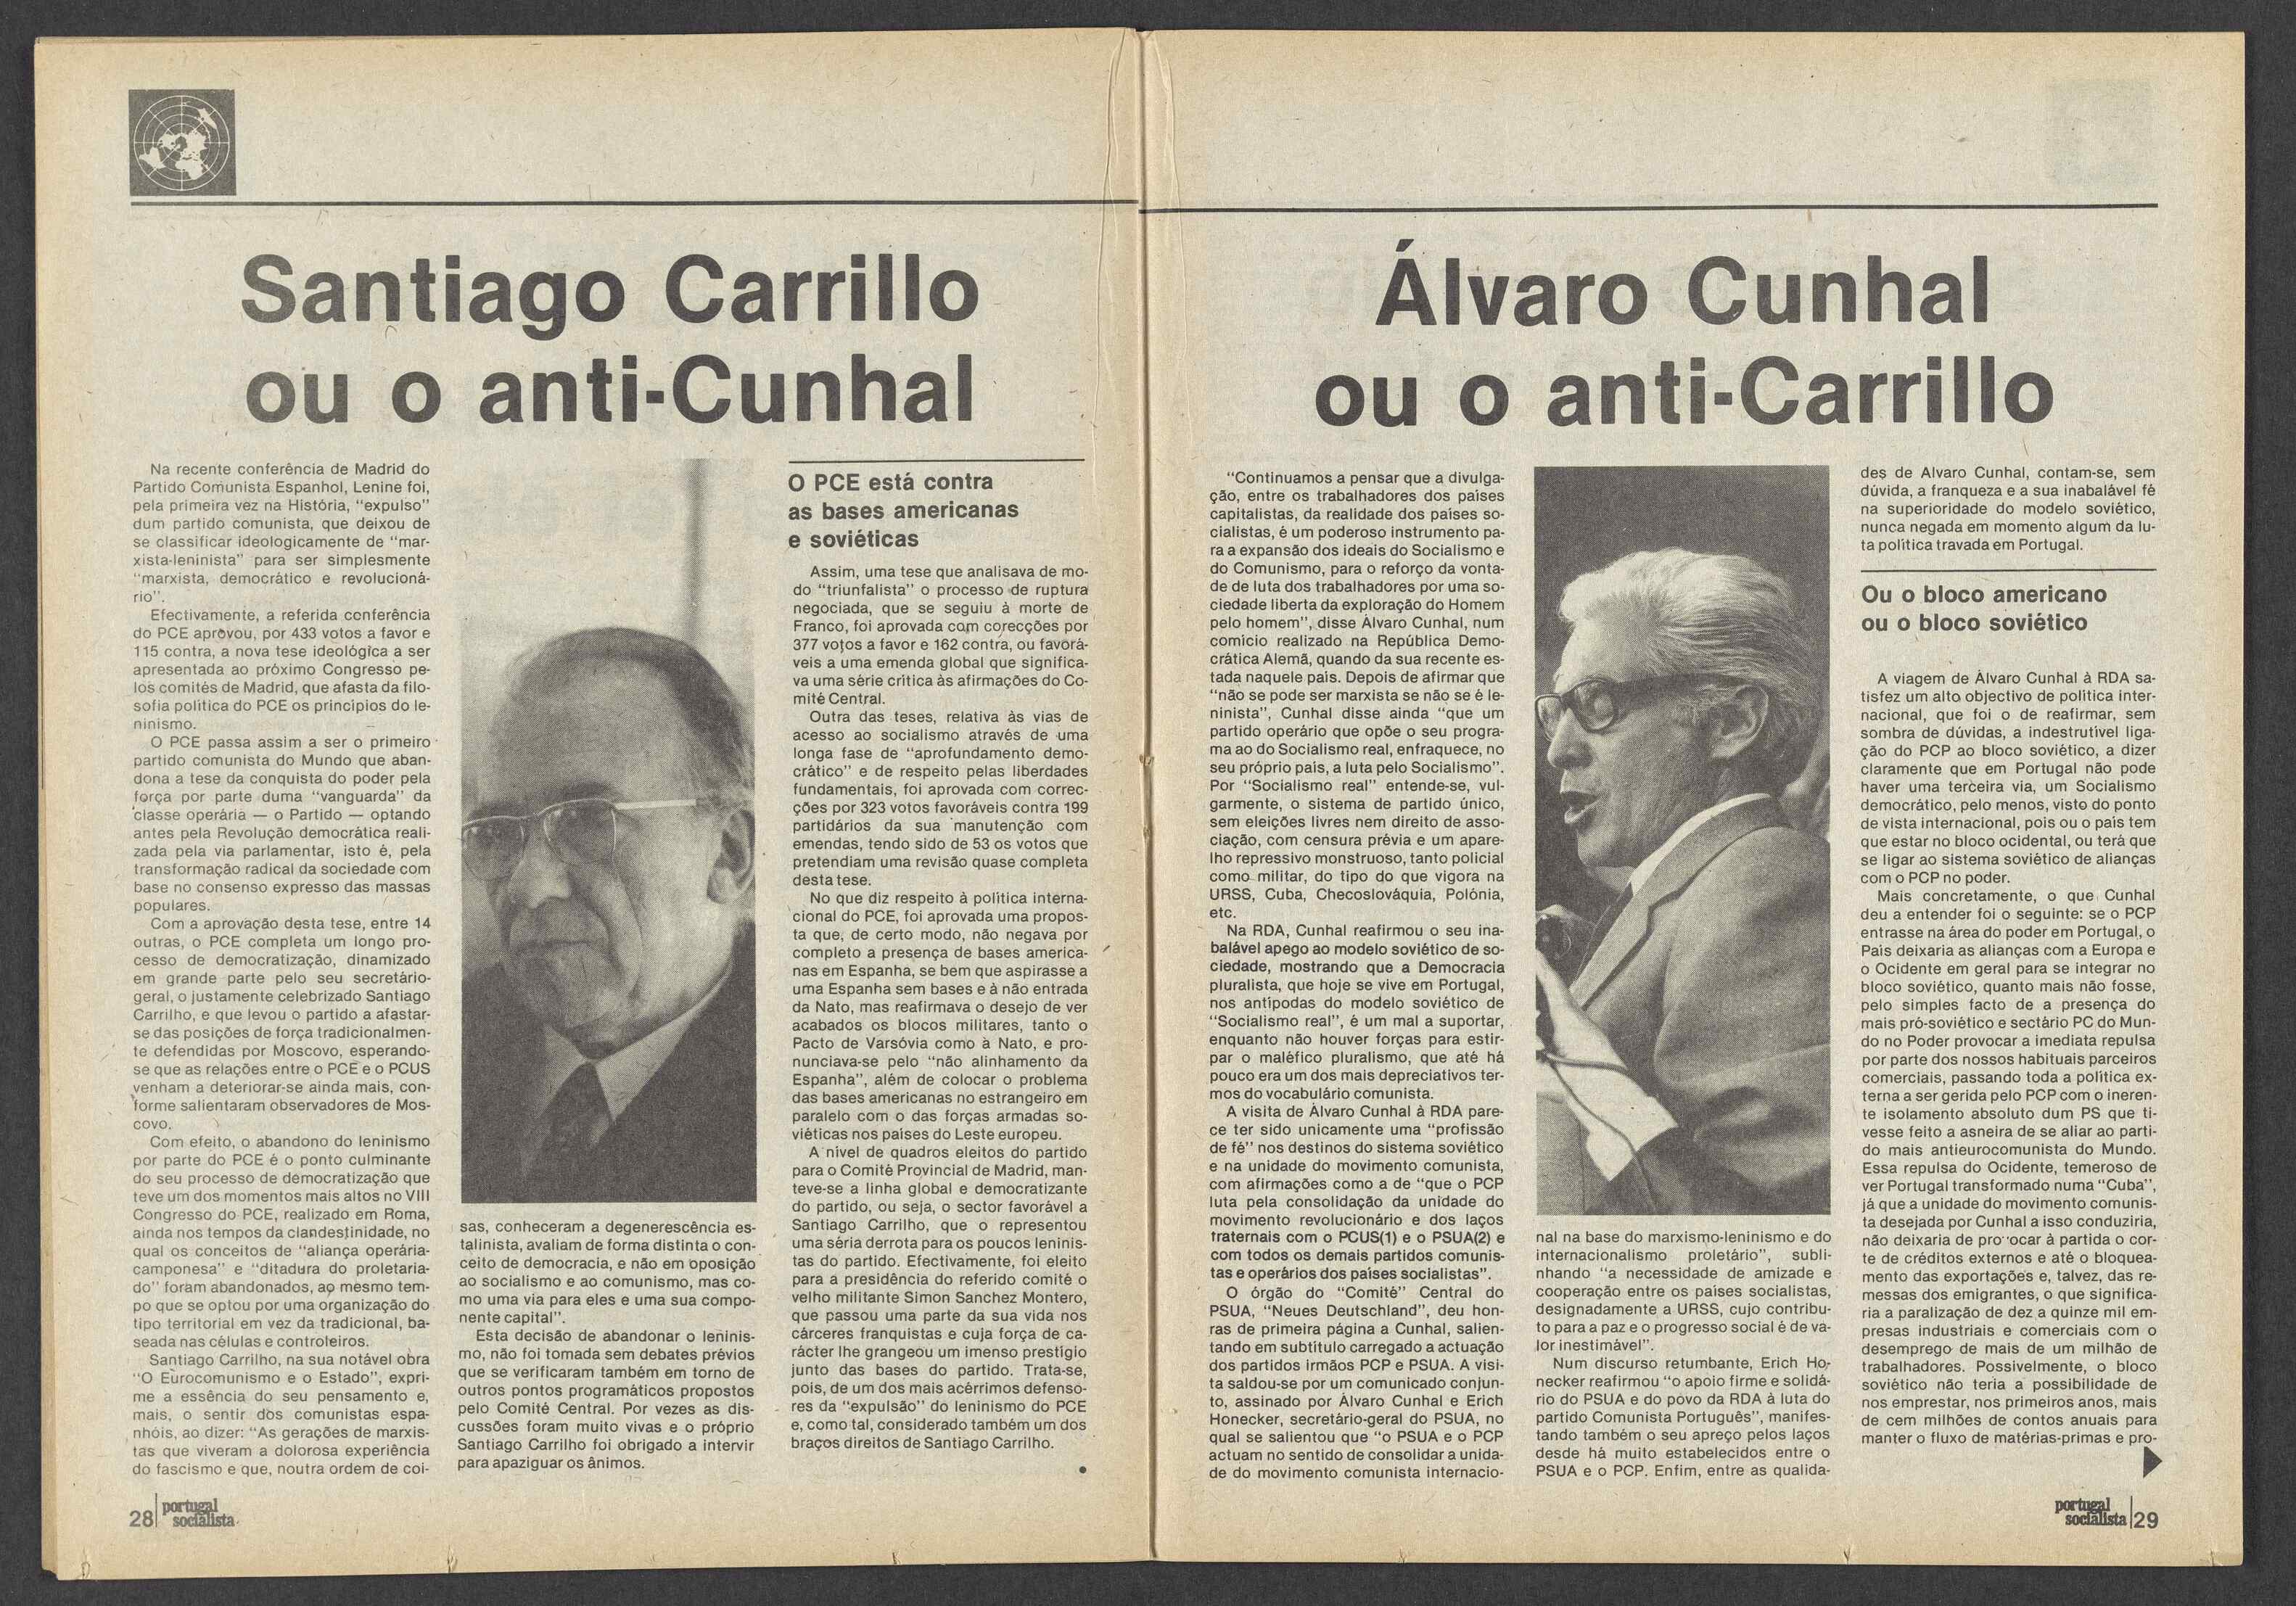 Santiago Carrillo
ou o anti-Cunhal
Na recente conferência de Madrid do
Partido Comunista Espanhol, Lenine foi,
pela primeira vez na História, "expulso"
dum partido comunista, que deixou de
se classificar ideologicamente de "mar-
xista-leninista" para ser simplesmente
"marxista, democrático e revolucioná-
rio".
Efectivamente, a referida conferência
do PCE aprovou, por 433 votos a favor e
115 contra, a nova tese ideológica a ser
apresentada ao próximo Congresso pe-
los comités de Madrid, que afasta da filo-
sofia política do PCE os princípios do le-
ninismo.
O PCE passa assim a ser o primeiro
partido comunista do Mundo que aban-
dona a tese da conquista do poder pela
força por parte duma "vanguarda" da
classe operária — o Partido — optando
antes pela Revolução democrática reali-
zada pela via parlamentar, isto é, pela
transformação radical da sociedade com
base no consenso expresso das massas
populares.
Com a aprovação desta tese, entre 14
outras, o PCE completa um longo pro-
cesso de democratização, dinamizado
em grande parte pelo seu secretário-
geral, o justamente celebrizado Santiago
Carrilho, e que levou o partido a afastar-
se das posições de força tradicionalmen-
te defendidas por Moscovo, esperando-
se que as relações entre o PCE e o PCUS
venham a deteriorar-se ainda mais, con-
forme salientaram observadores de Mos-
covo.
Com efeito, o abandono do leninismo
por parte do PCE é o ponto culminante
do seu processo de democratização que
teve um dos momentos mais altos no VIII
Congresso do PCE, realizado em Roma,
ainda nos tempos da clandestinidade, no
qual os conceitos de "aliança operária-
camponesa" e "ditadura do proletaria-
do" foram abandonados, ao mesmo tem-
po que se optou por uma organização do
tipo territorial em vez da tradicional, ba-
seada nas células e controleiros.
Santiago Carrilho, na sua notável obra
"O Eurocomunismo e o Estado", expri-
me a essência do seu pensamento e,
mais, o sentir dos comunistas espa-
nhóis, ao dizer: "As gerações de marxis-
tas que viveram a dolorosa experiência
do fascismo e que, noutra ordem de coi-
sas, conheceram a degenerescência es-
talinista, avaliam de forma distinta o con-
ceito de democracia, e não em oposição
ao socialismo e ao comunismo, mas co-
mo uma via para eles e uma sua compo-
nente capital".
Esta decisão de abandonar o leninis-
mo, não foi tomada sem debates prévios
que se verificaram também em torno de
outros pontos programáticos propostos
pelo Comité Central. Por vezes as dis-
cussões foram muito vivas e o próprio
Santiago Carrilho foi obrigado a intervir
para apaziguar os ânimos.
O PCE está contra
as bases americanas
e soviéticas
Assim, uma tese que analisava de mo-
do "triunfalista" o processo de ruptura
negociada, que se seguiu à morte de
Franco, foi aprovada com corecções por
377 votos a favor e 162 contra, ou favorá-
veis a uma emenda global que significa-
va uma série crítica às afirmações do Co-
mité Central.
Outra das teses, relativa às vias de
acesso ao socialismo através de uma
longa fase de "aprofundamento demo-
crático" e de respeito pelas liberdades
fundamentais, foi aprovada com correc-
ções por 323 votos favoráveis contra 199
partidários da sua manutenção com
emendas, tendo sido de 53 os votos que
pretendiam uma revisão quase completa
desta tese.
No que diz respeito à política interna-
cional do PCE, foi aprovada uma propos-
ta que, de certo modo, não negava por
completo a presença de bases america-
nas em Espanha, se bem que aspirasse a
uma Espanha sem bases e à não entrada
da Nato, mas reafirmava o desejo de ver
acabados os blocos militares, tanto o
Pacto de Varsóvia como à Nato, e pro-
nunciava-se pelo "não alinhamento da
Espanha", além de colocar o problema
das bases americanas no estrangeiro em
paralelo com o das forças armadas so-
viéticas nos países do Leste europeu.
A nível de quadros eleitos do partido
para o Comité Provincial de Madrid, man-
teve-se a linha global e democratizante
do partido, ou seja, o sector favorável a
Santiago Carrilho, que o representou
uma séria derrota para os poucos leninis-
tas do partido. Efectivamente, foi eleito
para a presidência do referido comité o
velho militante Simon Sanchez Montero,
que passou uma parte da sua vida nos
cárceres franquistas e cuja força de ca-
rácter lhe grangeou um imenso prestígio
junto das bases do partido. Trata-se,
pois, de um dos mais acérrimos defenso-
res da "expulsão" do leninismo do PCE
e, como tal, considerado também um dos
braços direitos de Santiago Carrilho.
28 portugal
socialista
Álvaro Cunhal
ou o anti-Carrillo
"Continuamos a pensar que a divulga-
ção, entre os trabalhadores dos países
capitalistas, da realidade dos países so-
cialistas, é um poderoso instrumento pa-
ra a expansão dos ideais do Socialismo e
do Comunismo, para o reforço da vonta-
de de luta dos trabalhadores por uma so-
ciedade liberta da exploração do Homem
pelo homem", disse Álvaro Cunhal, num
comício realizado na República Demo-
crática Alemã, quando da sua recente es-
tada naquele país. Depois de afirmar que
"não se pode ser marxista se não se é le-
ninista", Cunhal disse ainda "que um
partido operário que opõe o seu progra-
ma ao do Socialismo real, enfraquece, no
seu próprio país, a luta pelo Socialismo".
Por "Socialismo real" entende-se, vul-
garmente, o sistema de partido único,
sem eleições livres nem direito de asso-
ciação, com censura prévia e um apare-
lho repressivo monstruoso, tanto policial
como militar, do tipo do que vigora na
URSS, Cuba, Checoslováquia, Polónia,
etc.
Na RDA, Cunhal reafirmou o seu ina-
balável apego ao modelo soviético de so-
ciedade, mostrando que a Democracia
pluralista, que hoje se vive em Portugal,
nos antípodas do modelo soviético de
"Socialismo real", é um mal a suportar,
enquanto não houver forças para estir-
par o maléfico pluralismo, que até há
pouco era um dos mais depreciativos ter-
mos do vocabulário comunista.
A visita de Álvaro Cunhal à RDA pare-
ce ter sido unicamente uma "profissão
de fé" nos destinos do sistema soviético
e na unidade do movimento comunista,
com afirmações como a de "que o PCP
luta pela consolidação da unidade do
movimento revolucionário e dos laços
traternais com o PCUS(1) e o PSUA(2) e
com todos os demais partidos comunis-
tas e operários dos países socialistas".
O órgão do "Comité" Central do
PSUA, "Neues Deutschland", deu hon-
ras de primeira página a Cunhal, salien-
tando em subtítulo carregado a actuação
dos partidos irmãos PCP e PSUA. A visi-
ta saldou-se por um comunicado conjun-
to, assinado por Álvaro Cunhal e Erich
Honecker, secretário-geral do PSUA, no
qual se salientou que "o PSUA e o PCP
actuam no sentido de consolidar a unida-
de do movimento comunista internacio-
nal na base do marxismo-leninismo e do
internacionalismo proletário", subli-
nhando "a necessidade de amizade e
cooperação entre os países socialistas,
designadamente a URSS, cujo contribu-
to para a paz e o progresso social é de va-
lor inestimável".
Num discurso retumbante, Erich Ho-
necker reafirmou "o apoio firme e solidá-
rio do PSUA e do povo da RDA à luta do
partido Comunista Português", manifes-
tando também o seu apreço pelos laços
desde há muito estabelecidos entre o
PSUA e o PCP. Enfim, entre as qualida-
des de Alvaro Cunhal, contam-se, sem
dúvida, a franqueza e a sua inabalável fé
na superioridade do modelo soviético,
nunca negada em momento algum da lu-
ta política travada em Portugal.
Ou o bloco americano
ou o bloco soviético
A viagem de Álvaro Cunhal à RDA sa-
tisfez um alto objectivo de política inter-
nacional, que foi o de reafirmar, sem
sombra de dúvidas, a indestrutível liga-
ção do PCP ao bloco soviético, a dizer
claramente que em Portugal não pode
haver uma terceira via, um Socialismo
democrático, pelo menos, visto do ponto
de vista internacional, pois ou o país tem
que estar no bloco ocidental, ou terá que
se ligar ao sistema soviético de alianças
com o PCP no poder.
Mais concretamente, o que Cunhal
deu a entender foi o seguinte: se o PCP
entrasse na área do poder em Portugal, o
País deixaria as alianças com a Europa e
o Ocidente em geral para se integrar no
bloco soviético, quanto mais não fosse,
pelo simples facto de a presença do
mais pró-soviético e sectário PC do Mun-
do no Poder provocar a imediata repulsa
por parte dos nossos habituais parceiros
comerciais, passando toda a política ex-
terna a ser gerida pelo PCP com o ineren-
te isolamento absoluto dum PS que ti-
vesse feito a asneira de se aliar ao parti-
do mais antieurocomunista do Mundo.
Essa repulsa do Ocidente, temeroso de
ver Portugal transformado numa "Cuba",
já que a unidade do movimento comunis-
ta desejada por Cunhal a isso conduziria,
não deixaria de pro ocar à partida o cor-
te de créditos externos e até o bloquea-
mento das exportações e, talvez, das re-
messas dos emigrantes, o que significa-
ria a paralização de dez a quinze mil em-
presas industriais e comerciais com o
desemprego de mais de um milhão de
trabalhadores. Possivelmente, o bloco
soviético não teria a possibilidade de
nos emprestar, nos primeiros anos, mais
de cem milhões de contos anuais para
manter o fluxo de matérias-primas e pro-
portugal
socialista 29